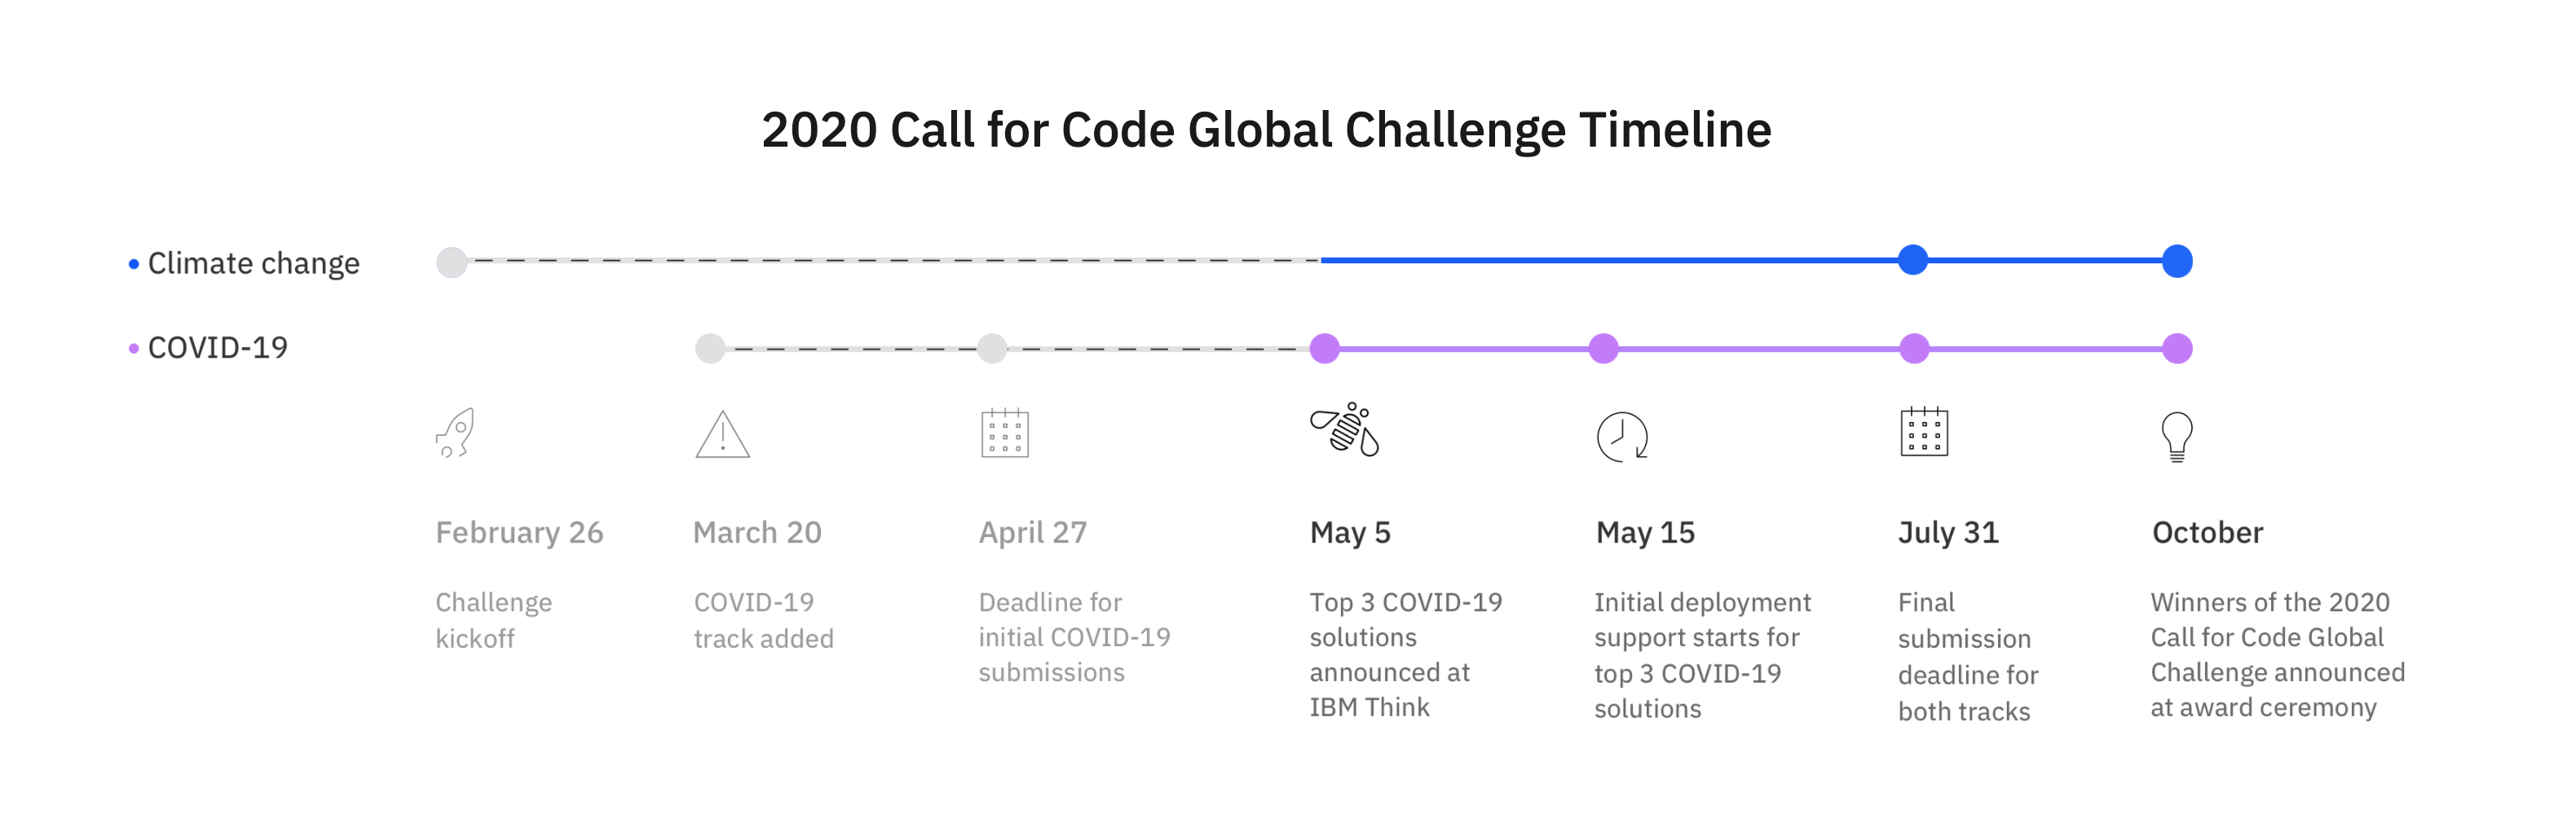 2020 Call for Code Global Challenge Timeline
Climate change
COVID-19
February 26
Challenge
kickoff
March 20
COVID-19
track added
April 27
Deadline for
initial COVID-19
submissions
May 5
Top 3 COVID-19
solutions
announced at
IBM Think
May 15
Initial deployment
support starts for
top 3 COVID-19
solutions
July 31
Final
submission
deadline for
both tracks
October
Winners of the 2020
Call for Code Global
Challenge announced
at award ceremony